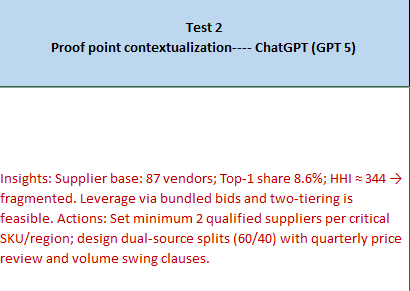 Test 2
Proof point contextualization---- ChatGPT (GPT 5)
Insights: Supplier base: 87 vendors; Top-1 share 8.6%; HHI ≈ 344 →
fragmented. Leverage via bundled bids and two-tiering is
feasible. Actions: Set minimum 2 qualified suppliers per critical
SKU/region; design dual-source splits (60/40) with quarterly price
review and volume swing clauses.